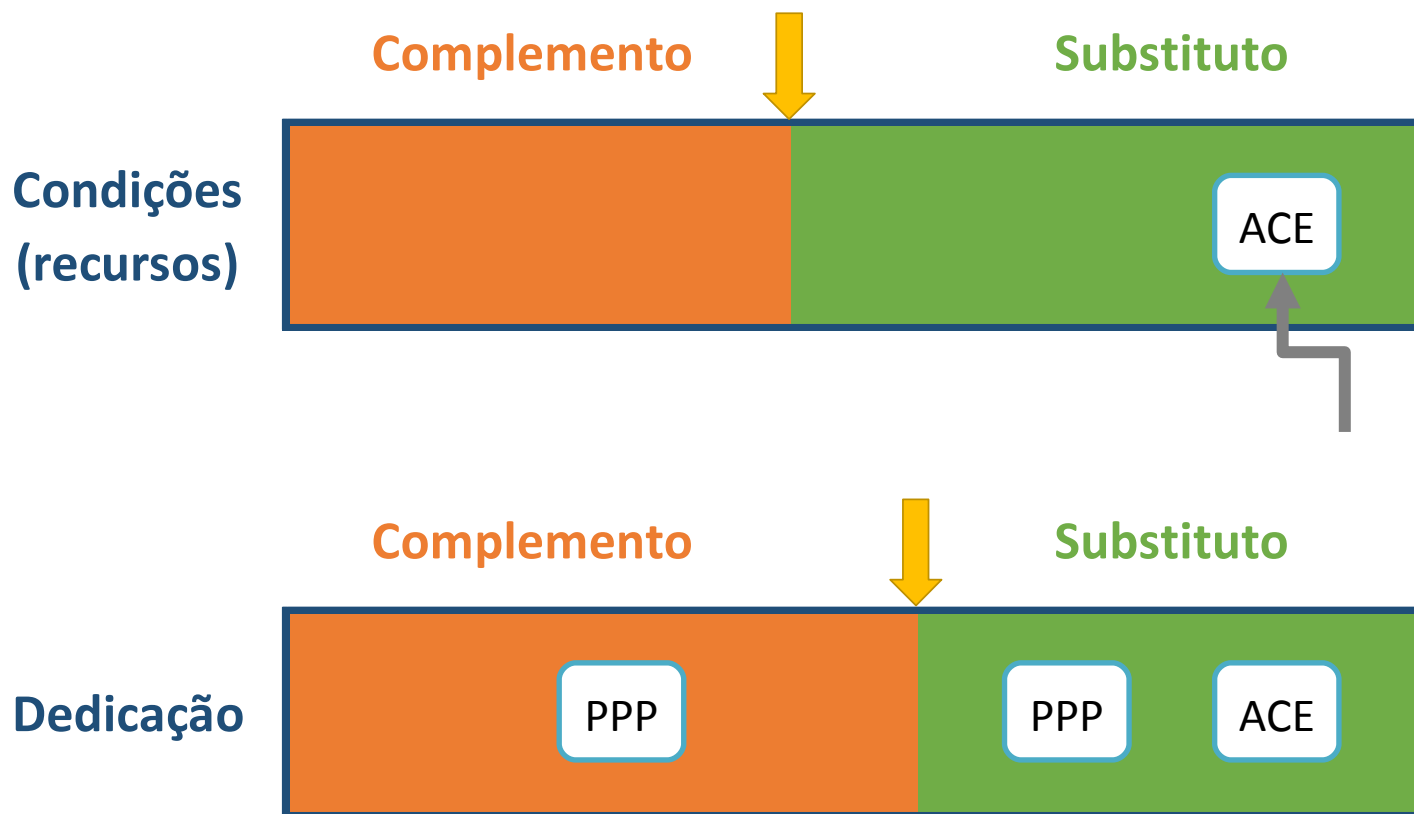 Complemento
Substituto
Condições
(recursos)
ACE
Complemento
Substituto
Dedicação
PPP
PPP
ACE